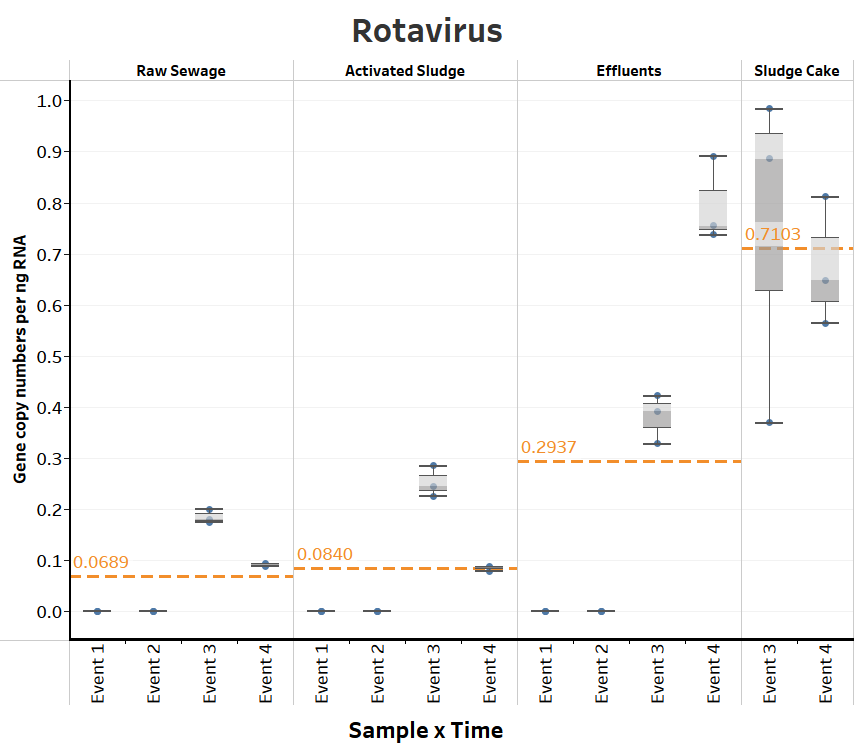 Rotavirus
Raw Sewage
Activated Sludge
Effluents
Sludge Cake
Gene copy numbers per ng RNA
1.0
0.9
0.8
0.7
0.6
0.5
0.4
0.3
0.2
0.1
0.0
0.0689
0.0840
0.2937
0.7103
Event 1
Event 2
Event 3
Event 4
Event 1
Event 2
Event 3
Event 4
Event 1
Event 2
Event 3
Event 4
Event 3
Event 4
Sample x Time